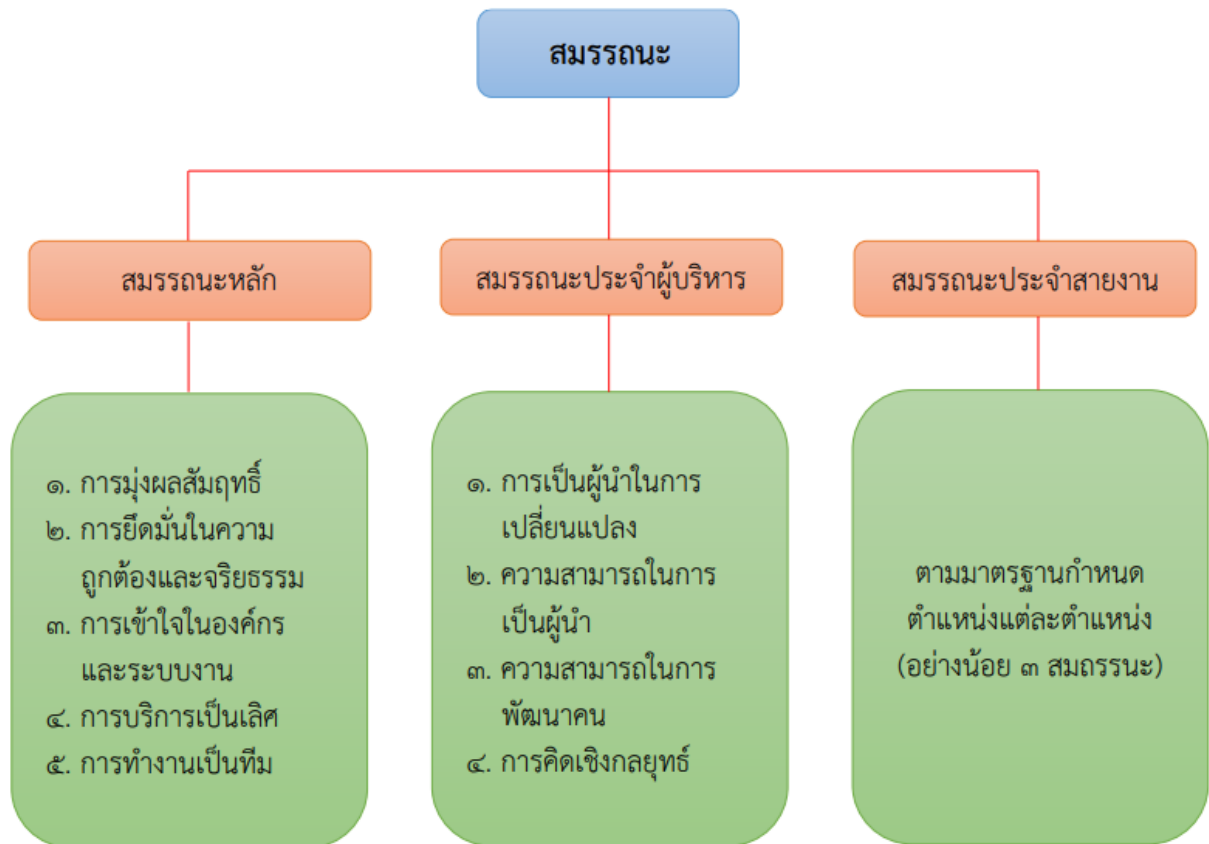 สมรรถนะ
สมรรถนะหลัก
สมรรถนะประจำผู้บริหาร
สมรรถนะประจำสายงาน
๑. การมุ่งผลสัมฤทธิ์
๒. การยึดมั่นในความ
ถูกต้องและจริยธรรม
๓. การเข้าใจในองค์กร
และระบบงาน
๔. การบริการเป็นเลิศ
๕. การทำงานเป็นทีม
๑. การเป็นผู้นำในการ
เปลี่ยนแปลง
๒. ความสามารถในการ
เป็นผู้นำ
๓. ความสามารถในการ
พัฒนาคน
๔. การคิดเชิงกลยุทธ์
ตามมาตรฐานกำหนด
ตำแหน่งแต่ละตำแหน่ง
(อย่างน้อย ๓ สมถรรนะ)